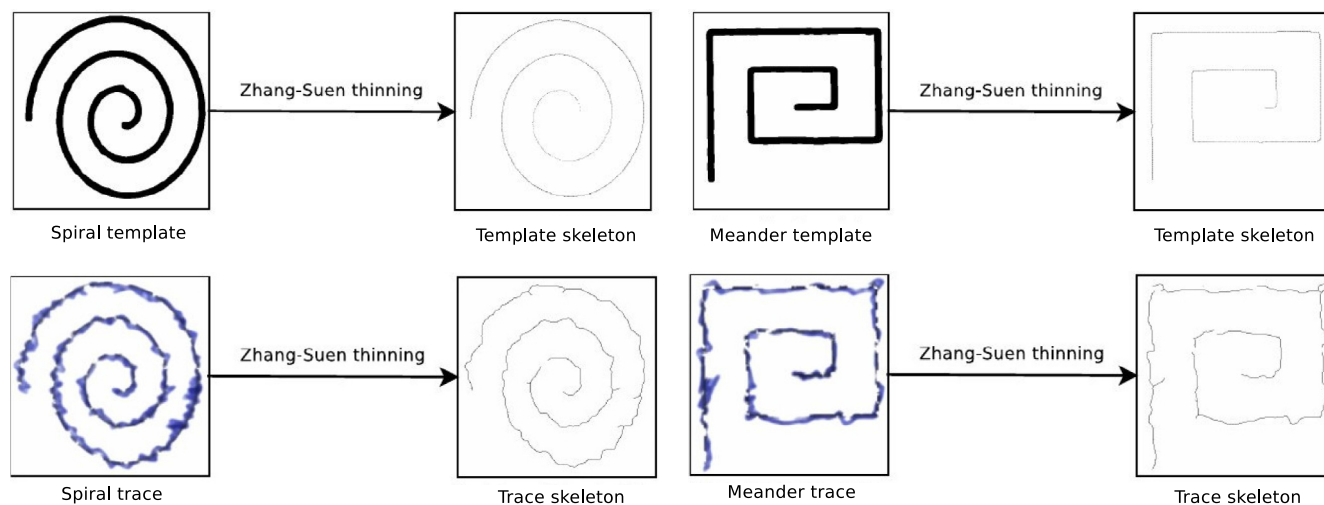 Zhang-Suen thinning
Zhang-Suen thinning
Spiral template
Template skeleton
Meander template
Template skeleton
Zhang-Suen thinning
Zhang-Suen thinning
Spiral trace
Trace skeleton
Meander trace
Trace skeleton